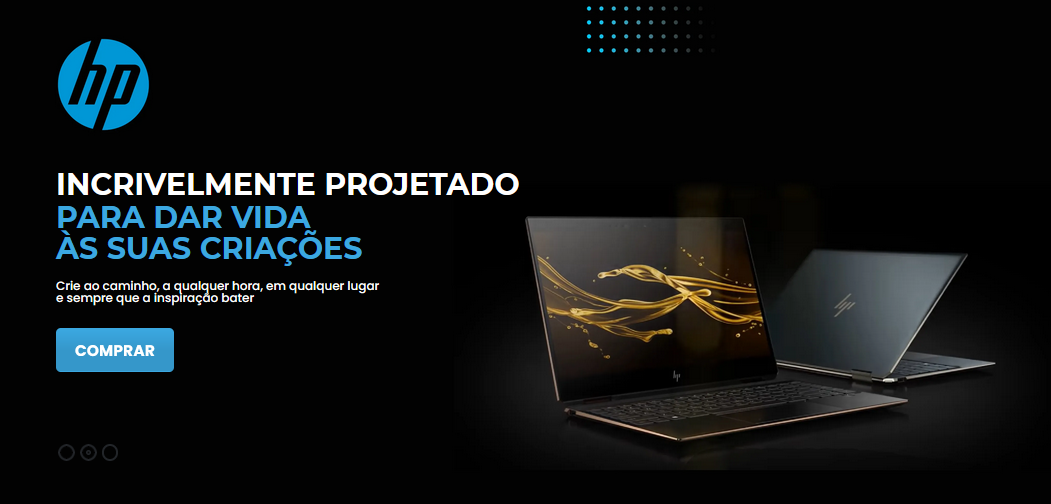 hp
INCRIVELMENTE PROJETADO
PARA DAR VIDA
ÀS SUAS CRIAÇÕES
Crie ao caminho, a qualquer hora, em qualquer lugar
e sempre que a inspiração bater
COMPRAR
hp